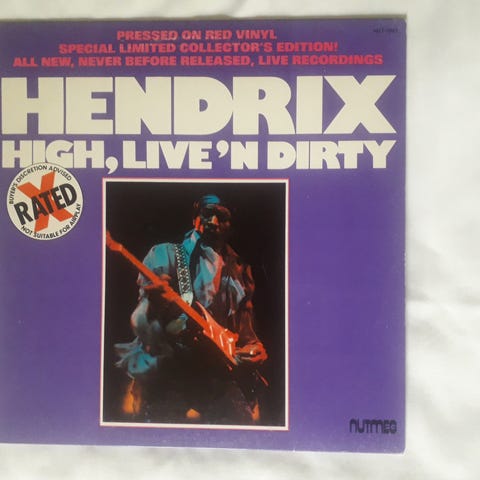 PRESSED ON RED VINYL
SPECIAL LIMITED COLLECTOR'S EDITION!
ALL NEW, NEVER BEFORE RELEASED, LIVE RECORDINGS
HENDRIX
HIGH, LIVE 'N DIRTY
BUYER'S DISCRETION ADVISED
X
RATED
NOT SUITABLE FOR AIRPLAY
NUTMEG